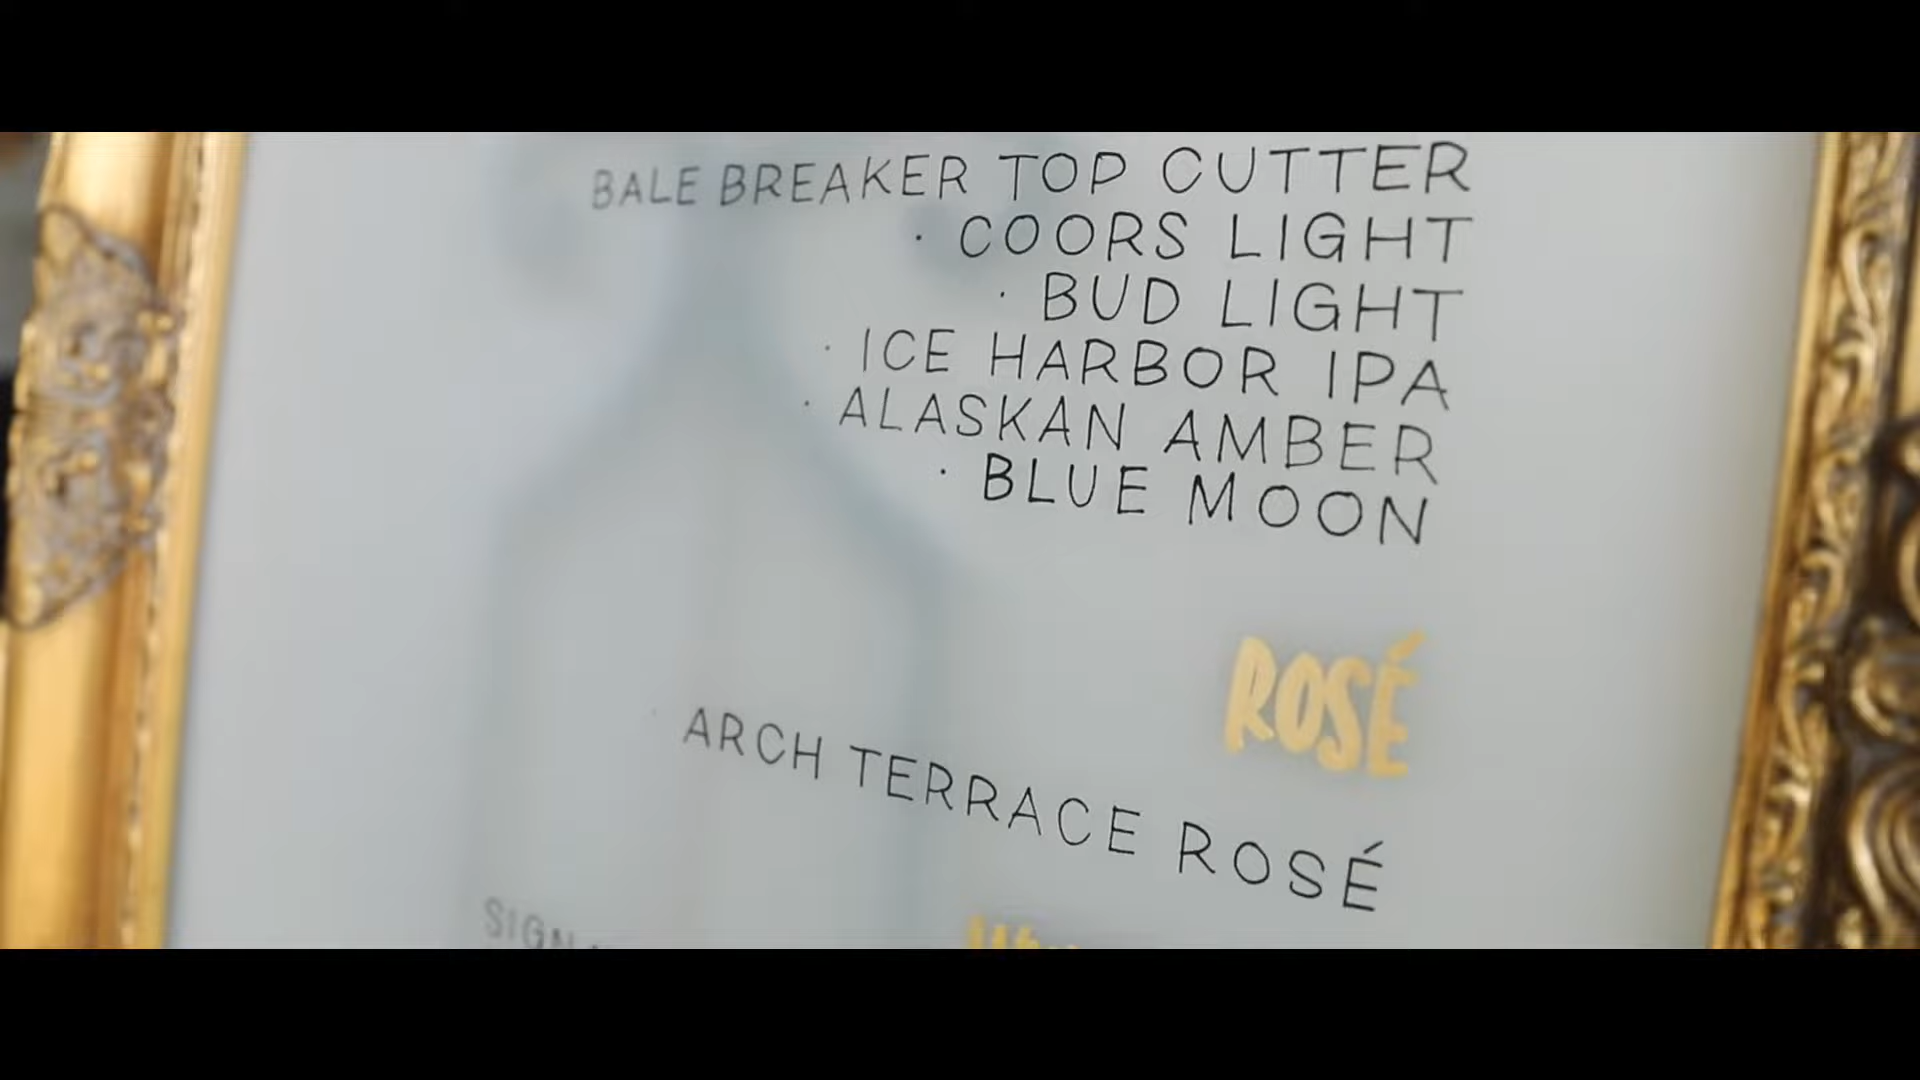 BALE BREAKER TOP CUTTER
· COORS LIGHT
· BUD LIGHT
· ICE HARBOR IPA
· ALASKAN AMBER
· BLUE MOON
ROSÉ
ARCH TERRACE ROSÉ